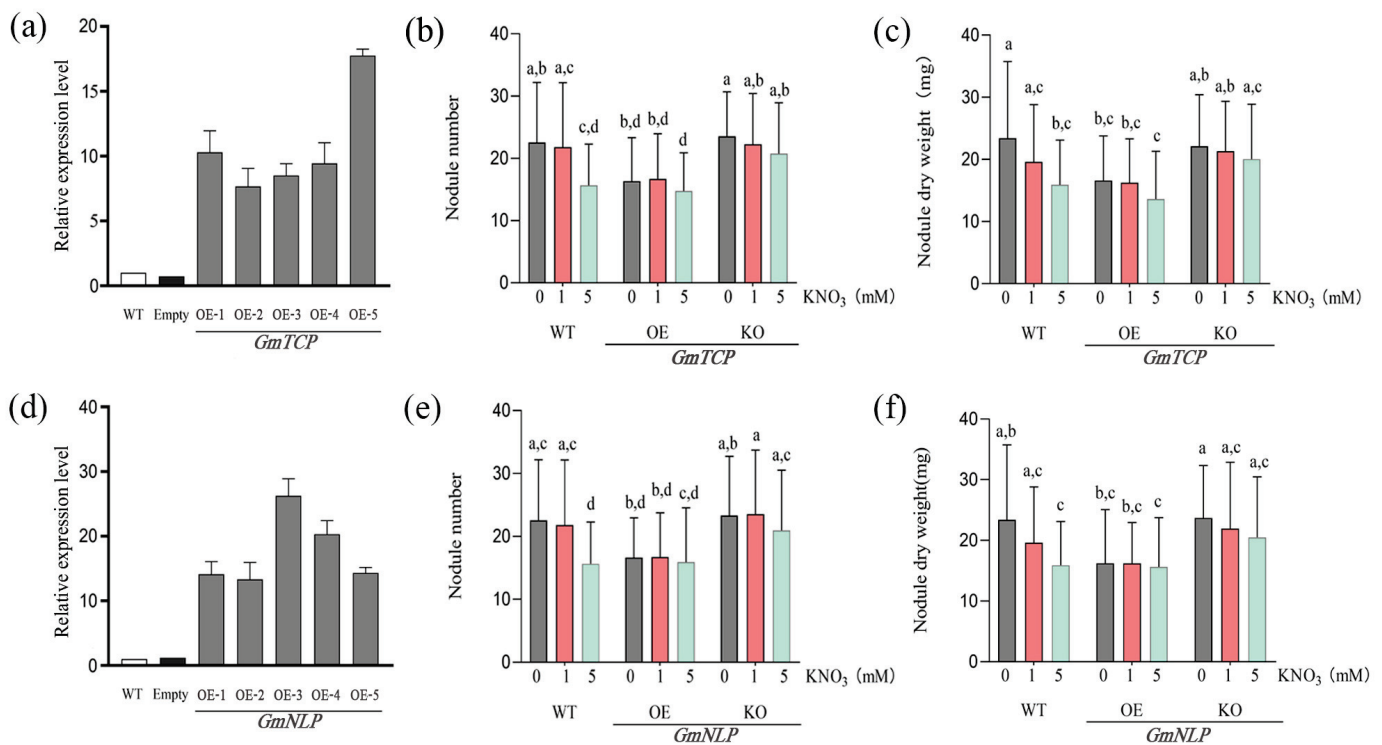 (a)
Relative expression level
20
15
10
5
0
WT Empty OE-1 OE-2 OE-3 OE-4 OE-5
GmTCP
(b)
Nodule number
40
30
20
10
0
a,b a,c c,d b,d b,d d a a,b a,b
0 1 5 0 1 5 0 1 5 KNO3 (mM)
WT OE KO
GmTCP
(c)
Nodule dry weight (mg)
40
30
20
10
0
a a,c b,c b,c b,c c a,b a,b a,c
0 1 5 0 1 5 0 1 5 KNO3 (mM)
WT OE KO
GmTCP
(d)
Relative expression level
40
30
20
10
0
WT Empty OE-1 OE-2 OE-3 OE-4 OE-5
GmNLP
(e)
Nodule number
40
30
20
10
0
a,c a,c d b,d b,d c,d a,b a a,c
0 1 5 0 1 5 0 1 5 KNO3 (mM)
WT OE KO
GmNLP
(f)
Nodule dry weight(mg)
40
30
20
10
0
a,b a,c c b,c b,c c a a,c a,c
0 1 5 0 1 5 0 1 5 KNO3 (mM)
WT OE KO
GmNLP